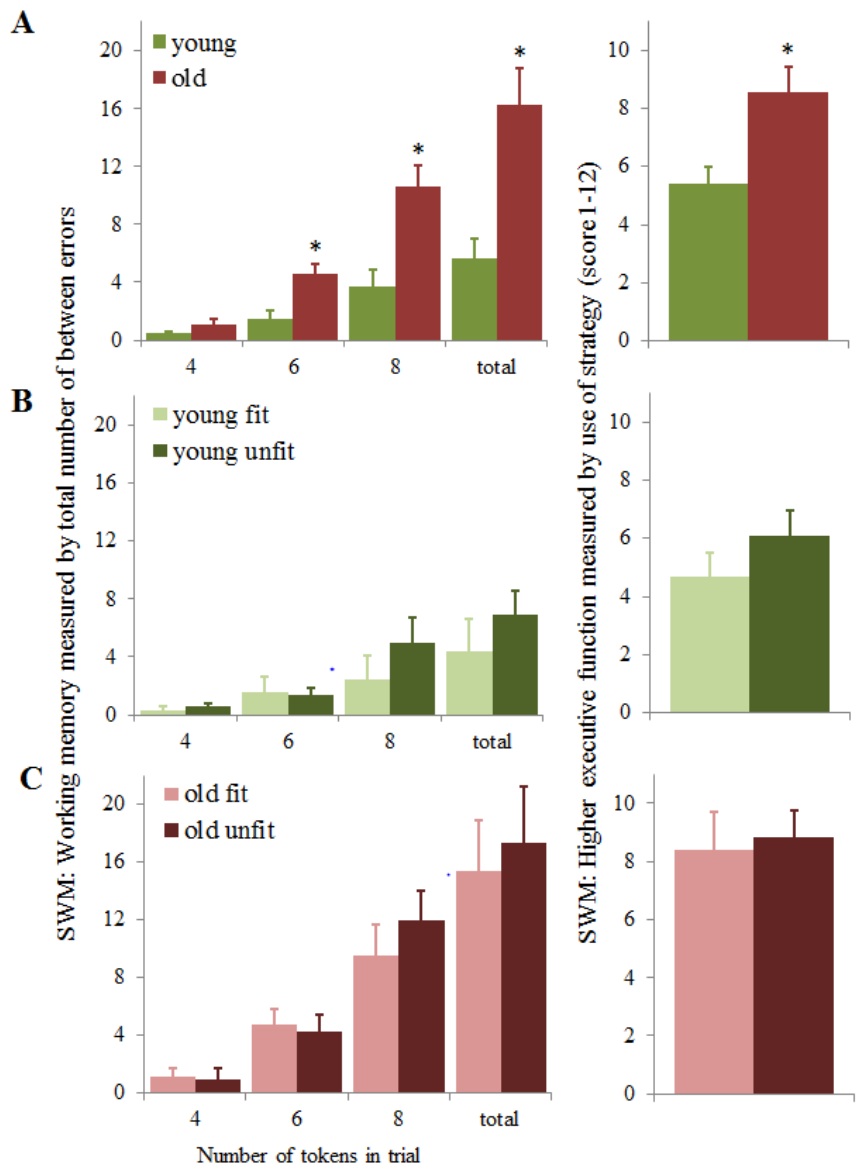 A
SWM: Working memory measured by total number of between errors
young
old
20
16
12
8
4
0
*
*
*
4 6 8 total
SWM: Higher executive function measured by use of strategy (score 1-12)
10
8
6
4
2
0
*
B
young fit
young unfit
20
16
12
8
4
0
4 6 8 total
10
8
6
4
2
0
C
old fit
old unfit
20
16
12
8
4
0
4 6 8 total
Number of tokens in trial
10
8
6
4
2
0